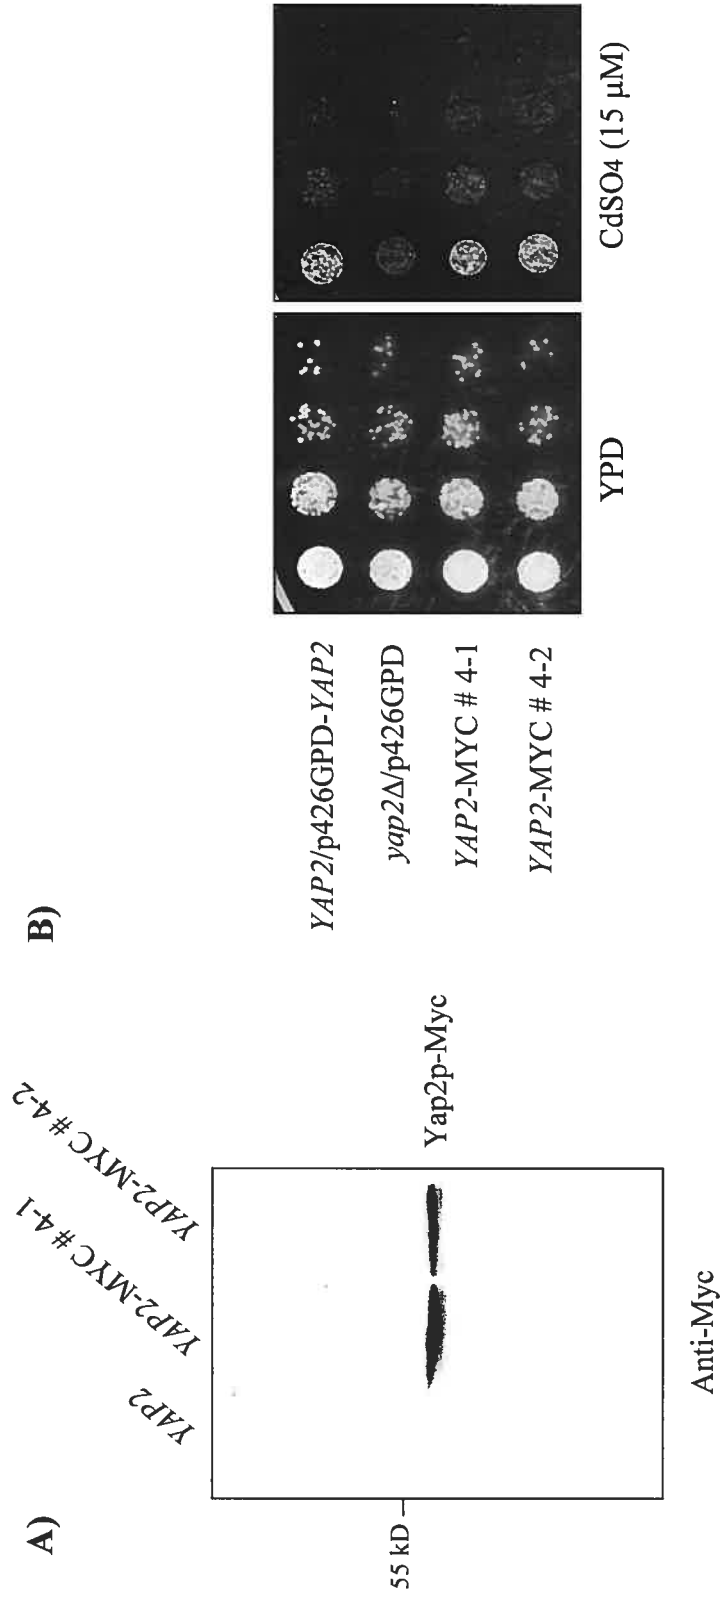 A)
YAP2
YAP2-MYC # 4-1
YAP2-MYC # 4-2
55 kD
Yap2p-Myc
Anti-Myc
B)
YAP2/p426GPD-YAP2
yap2Δ/p426GPD
YAP2-MYC # 4-1
YAP2-MYC # 4-2
YPD
CdSO4 (15 µM)